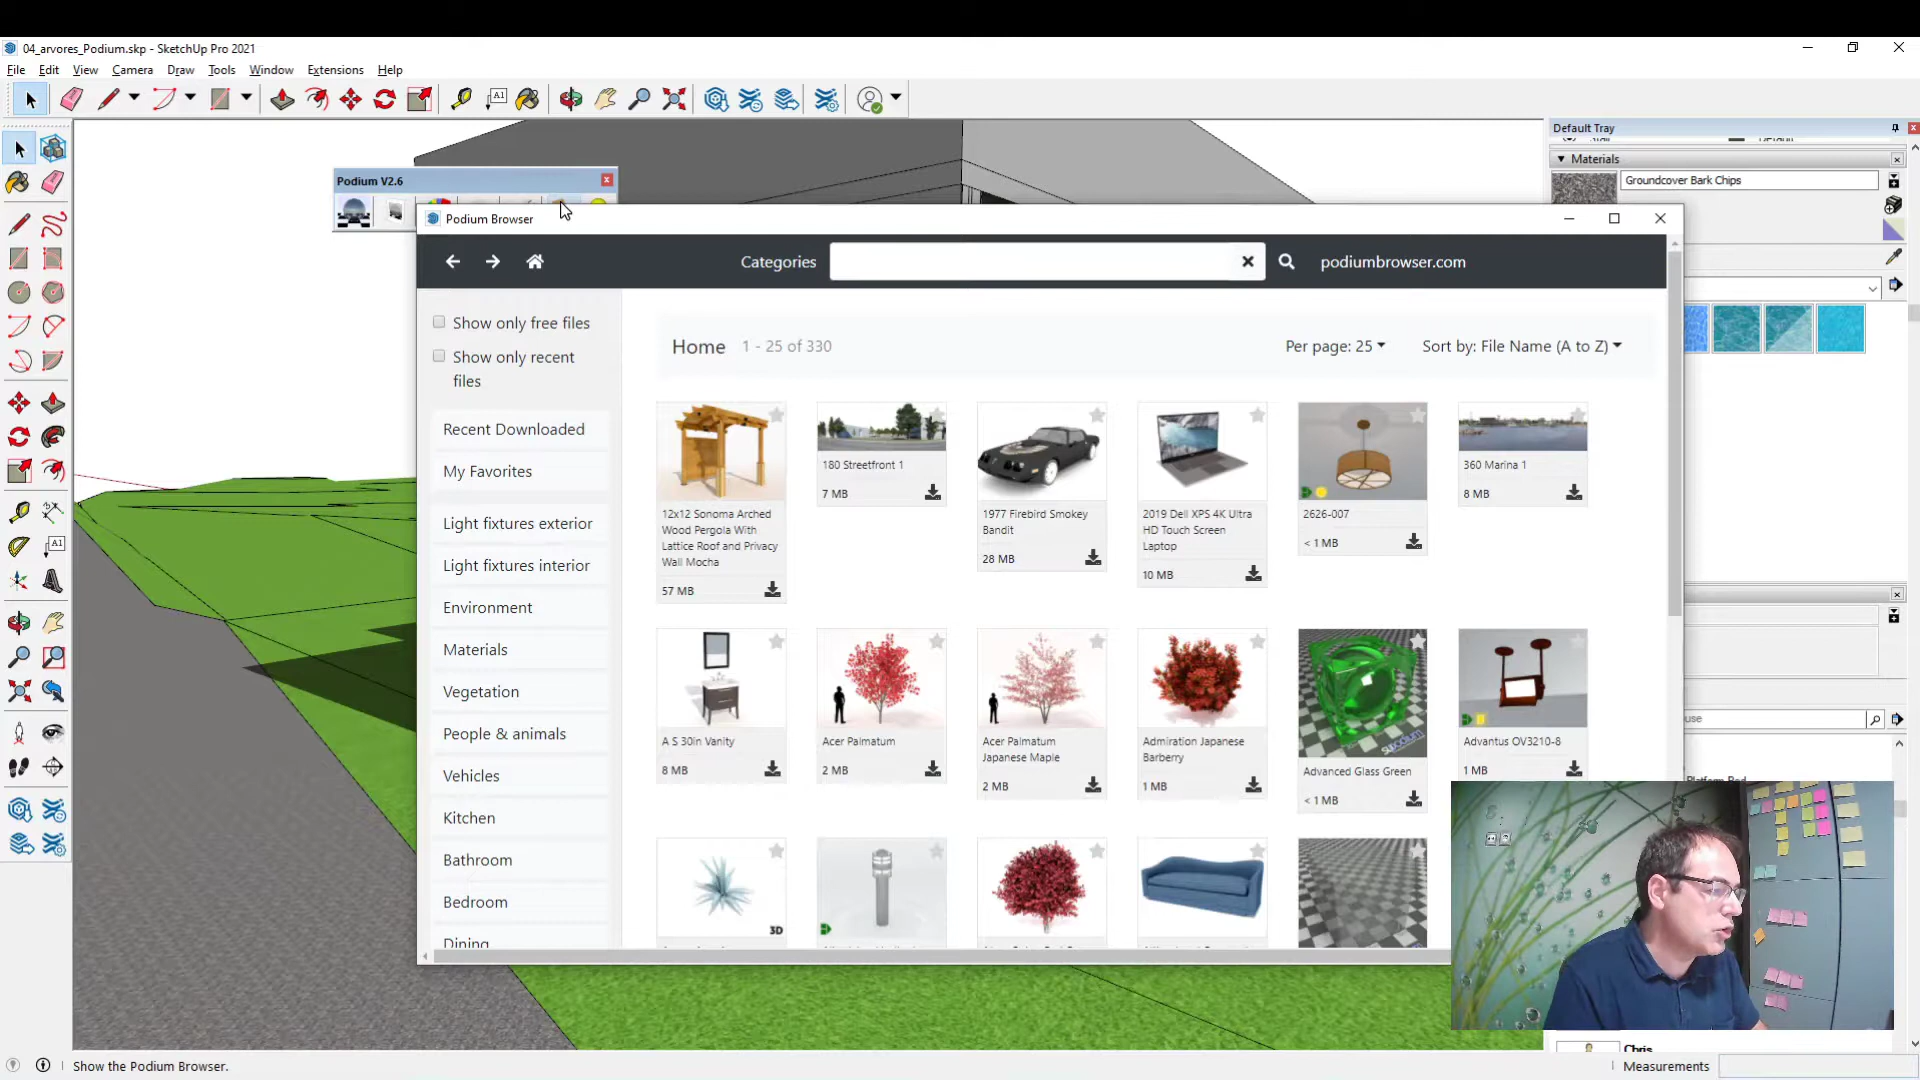 04_arvores_Podium.skp - SketchUp Pro 2021
File Edit View Camera Draw Tools Window Extensions Help
Default Tray
Materials
Groundcover Bark Chips
Podium V2.6
Podium Browser
Categories
podiumbrowser.com
Show only free files
Show only recent
files
Recent Downloaded
My Favorites
Light fixtures exterior
Light fixtures interior
Environment
Materials
Vegetation
People & animals
Vehicles
Kitchen
Bathroom
Bedroom
Dining
Home 1 - 25 of 330
Per page: 25
Sort by: File Name (A to Z)
12x12 Sonoma Arched
Wood Pergola With
Lattice Roof and Privacy
Wall Mocha
57 MB
180 Streetfront 1
7 MB
1977 Firebird Smokey
Bandit
28 MB
2019 Dell XPS 4K Ultra
HD Touch Screen
Laptop
10 MB
2626-007
< 1 MB
360 Marina 1
8 MB
A S 30in Vanity
8 MB
Acer Palmatum
2 MB
Acer Palmatum
Japanese Maple
2 MB
Admiration Japanese
Barberry
1 MB
Advanced Glass Green
< 1 MB
Advantus OV3210-8
1 MB
3D
A1
A1
Chris
Show the Podium Browser.
Measurements